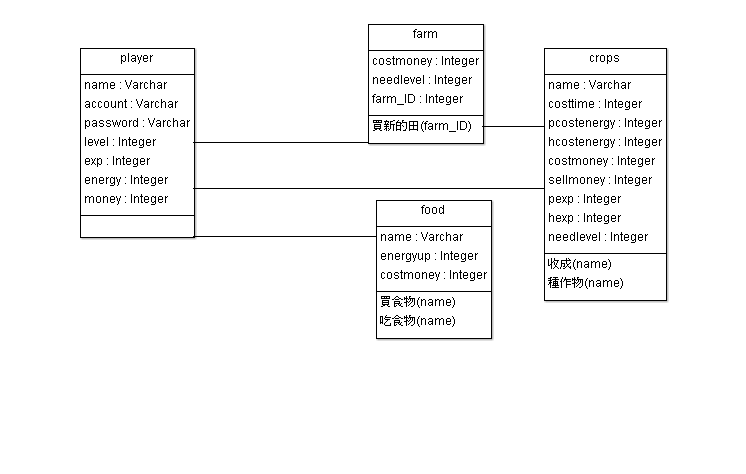 player
name : Varchar
account : Varchar
password : Varchar
level : Integer
exp : Integer
energy : Integer
money : Integer
farm
costmoney : Integer
needlevel : Integer
farm_ID : Integer
買新的田(farm_ID)
food
name : Varchar
energyup : Integer
costmoney : Integer
買食物(name)
吃食物(name)
crops
name : Varchar
costtime : Integer
pcostenergy : Integer
hcostenergy : Integer
costmoney : Integer
sellmoney : Integer
pexp : Integer
hexp : Integer
needlevel : Integer
收成(name)
種作物(name)